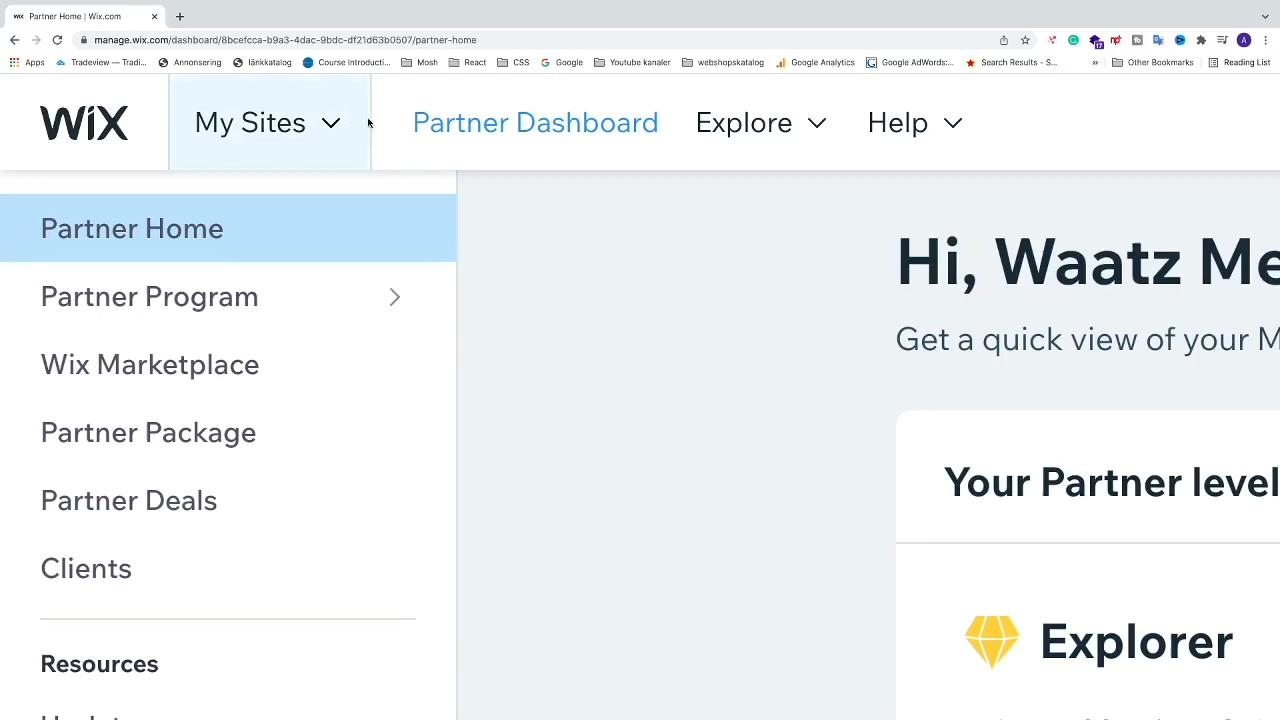 WiX Partner Home | Wix.com
manage.wix.com/dashboard/8bcefcca-b9a3-4dac-9bdc-df21d63b0507/partner-home
Apps Tradeview — Tradi... Annonsering länkkatalog Course Introducti... Mosh React CSS Google Youtube kanaler webshopskatalog Google Analytics Google AdWords:... Search Results - S... » Other Bookmarks Reading List
WiX My Sites Partner Dashboard Explore Help
Partner Home
Partner Program
Wix Marketplace
Partner Package
Partner Deals
Clients
Resources
Hi, Waatz Me
Get a quick view of your M
Your Partner level
Explorer